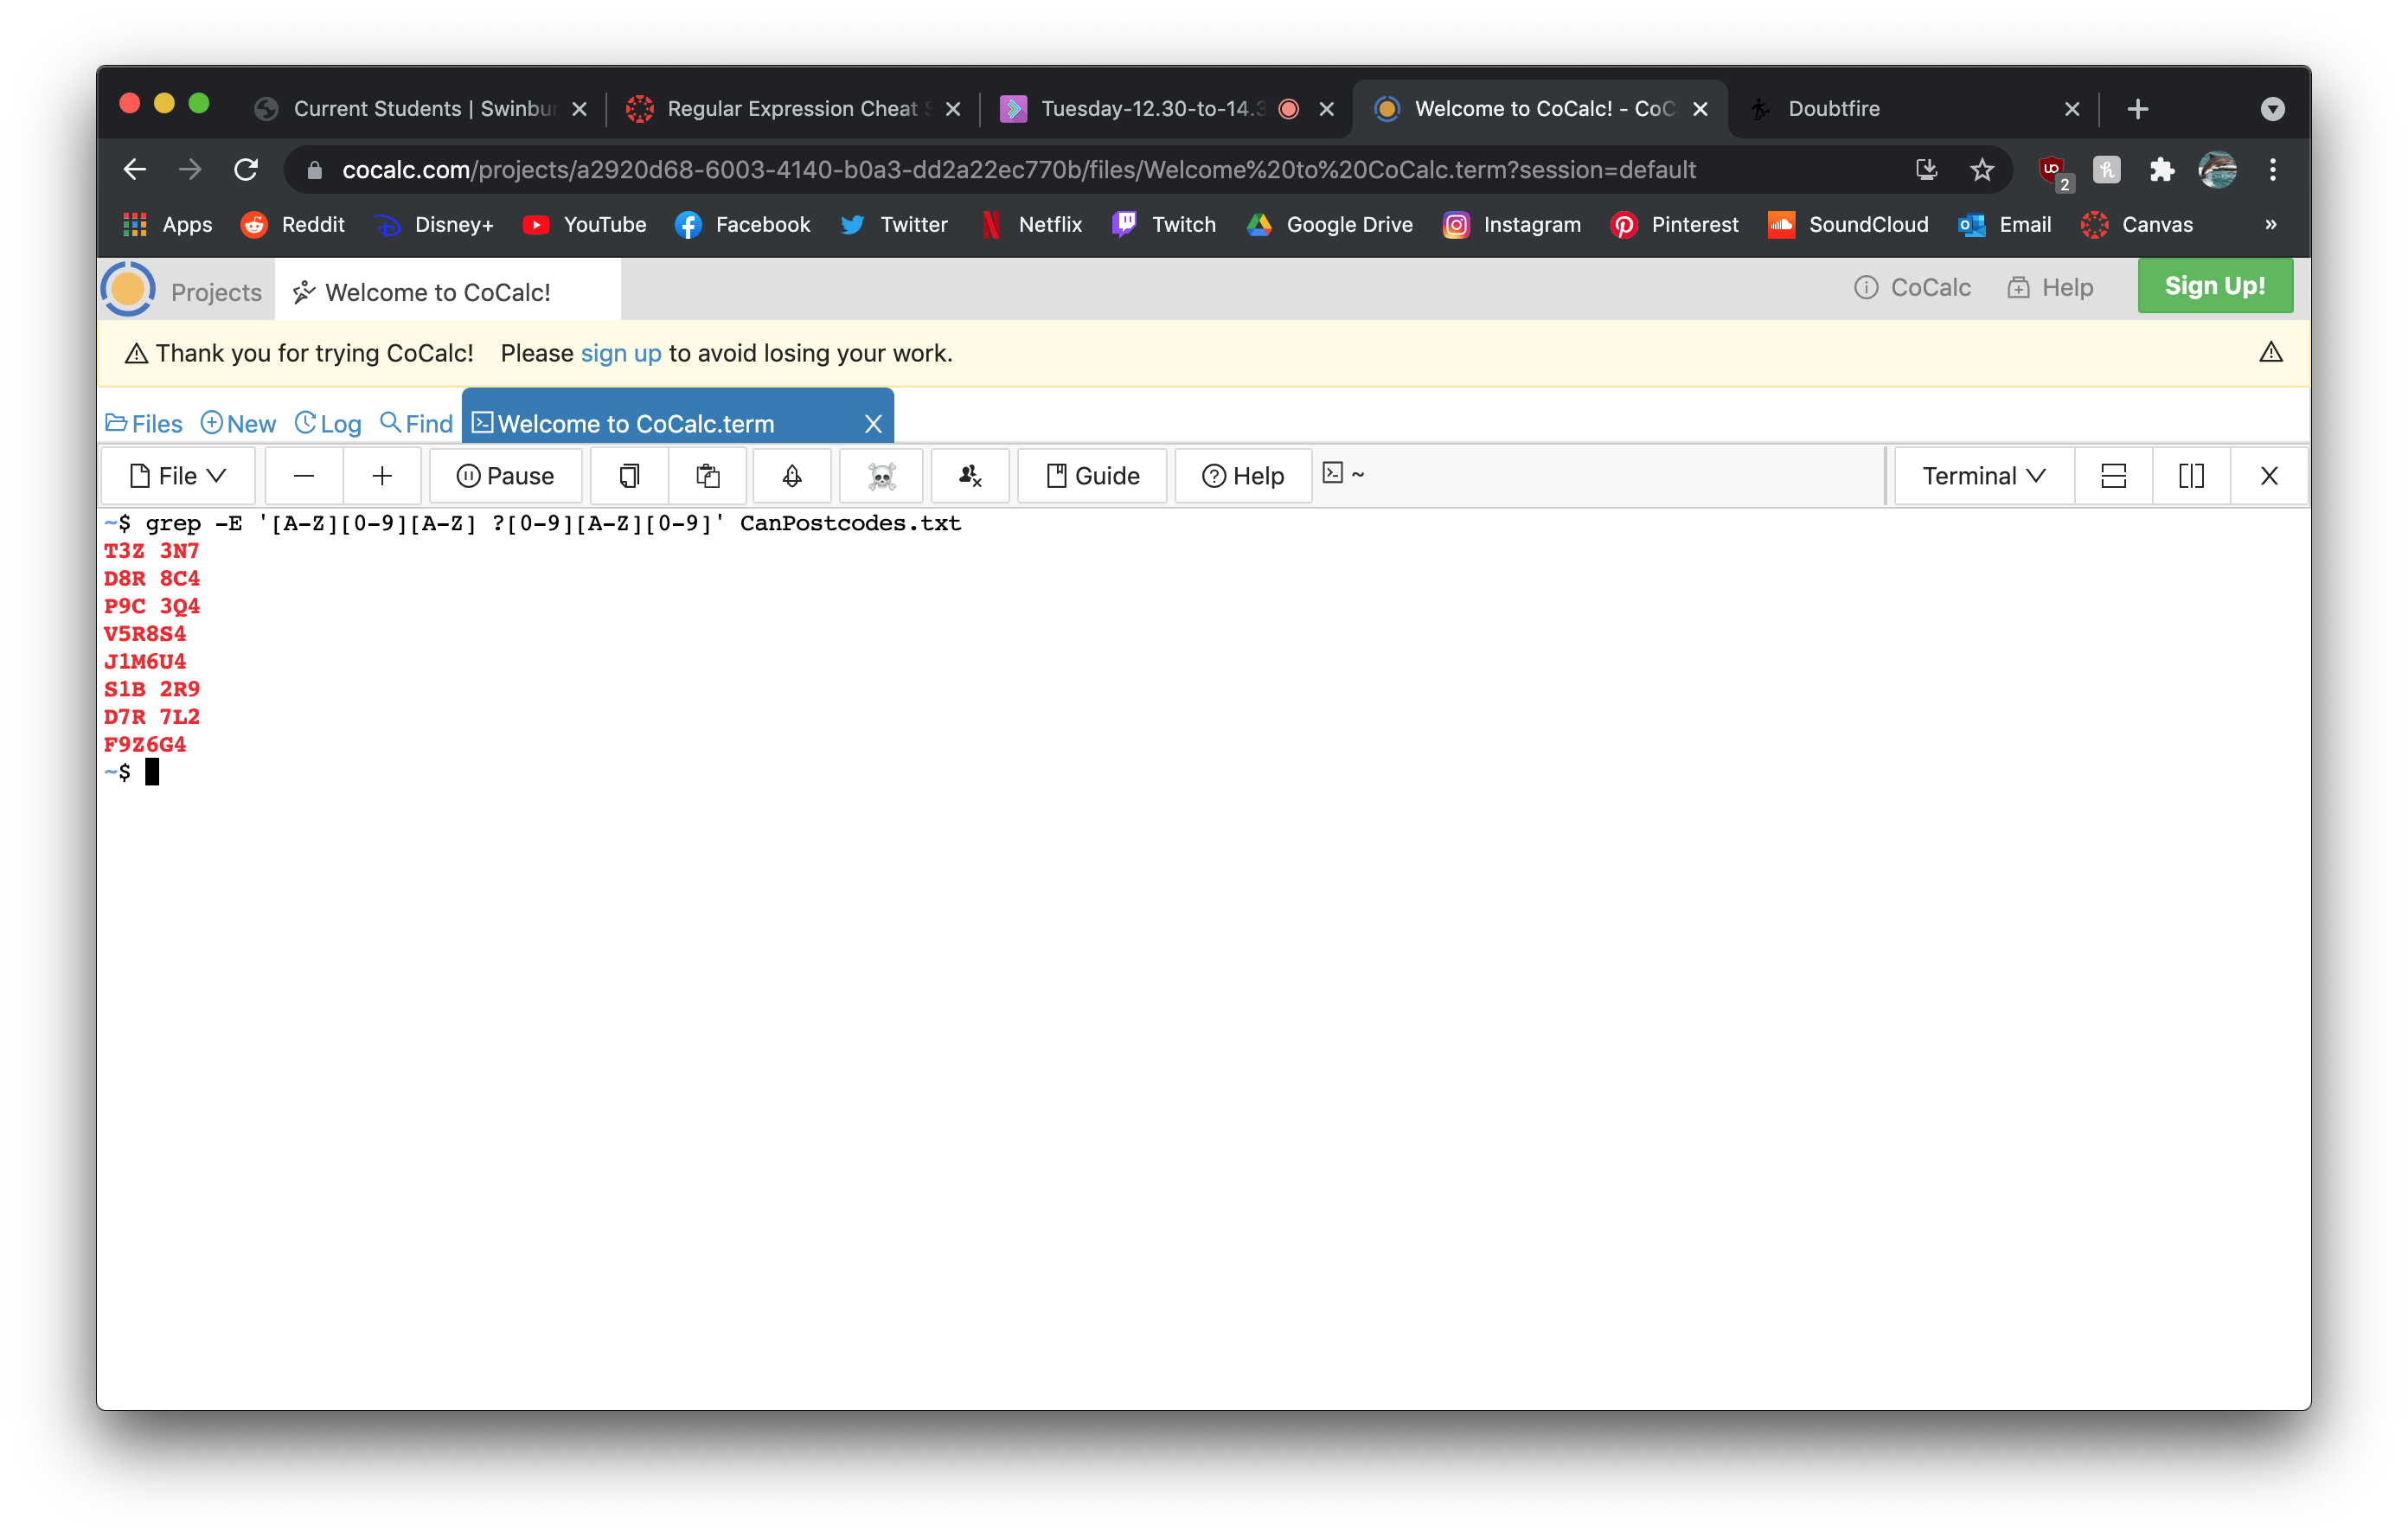 Current Students | Swinbur
Regular Expression Cheat S
Tuesday-12.30-to-14.3
Welcome to CoCalc! - CoC
Doubtfire
cocalc.com/projects/a2920d68-6003-4140-b0a3-dd2a22ec770b/files/Welcome%20to%20CoCalc.term?session=default
2
Apps Reddit Disney+ YouTube Facebook Twitter Netflix Twitch Google Drive Instagram Pinterest SoundCloud Email Canvas »
Projects Welcome to CoCalc! CoCalc Help Sign Up!
Thank you for trying CoCalc! Please sign up to avoid losing your work.
Files New Log Find Welcome to CoCalc.term
File Pause Guide Help ~ Terminal
~$ grep -E '[A-Z][0-9][A-Z] ?[0-9][A-Z][0-9]' CanPostcodes.txt
T3Z 3N7
D8R 8C4
P9C 3Q4
V5R8S4
J1M6U4
S1B 2R9
D7R 7L2
F9Z6G4
~$